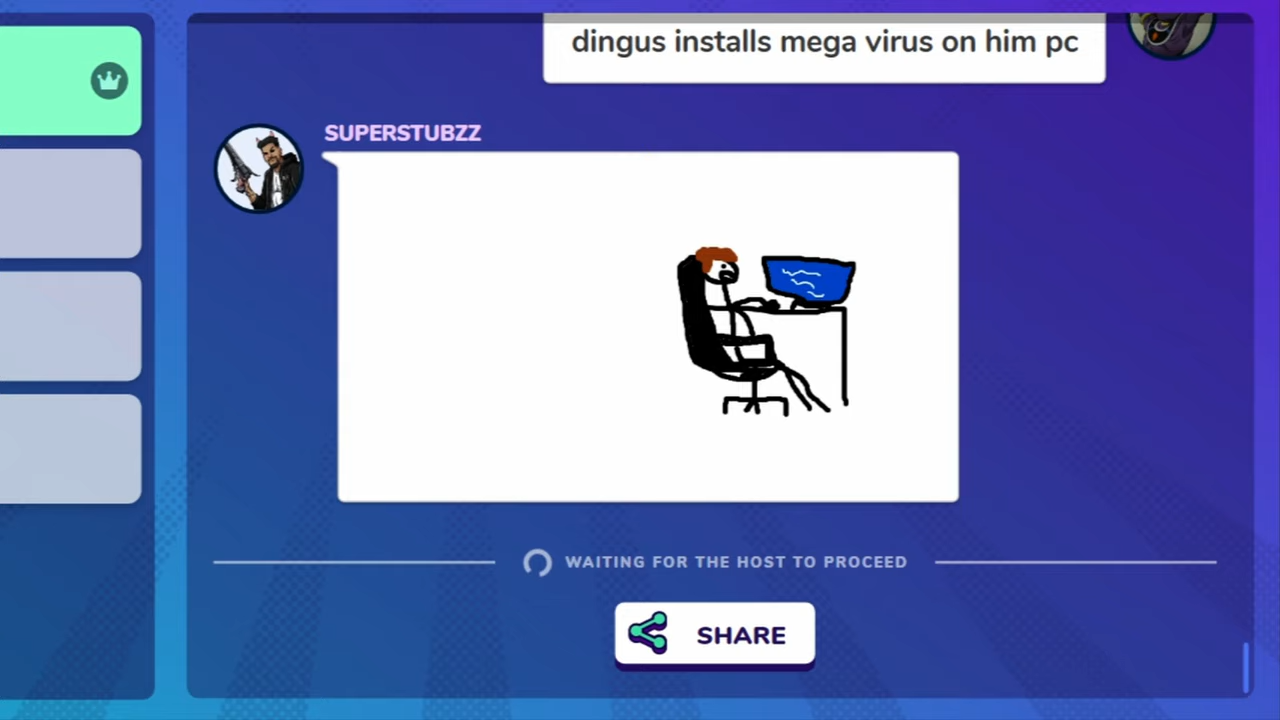 dingus installs mega virus on him pc
SUPERSTUBZZ
WAITING FOR THE HOST TO PROCEED
SHARE